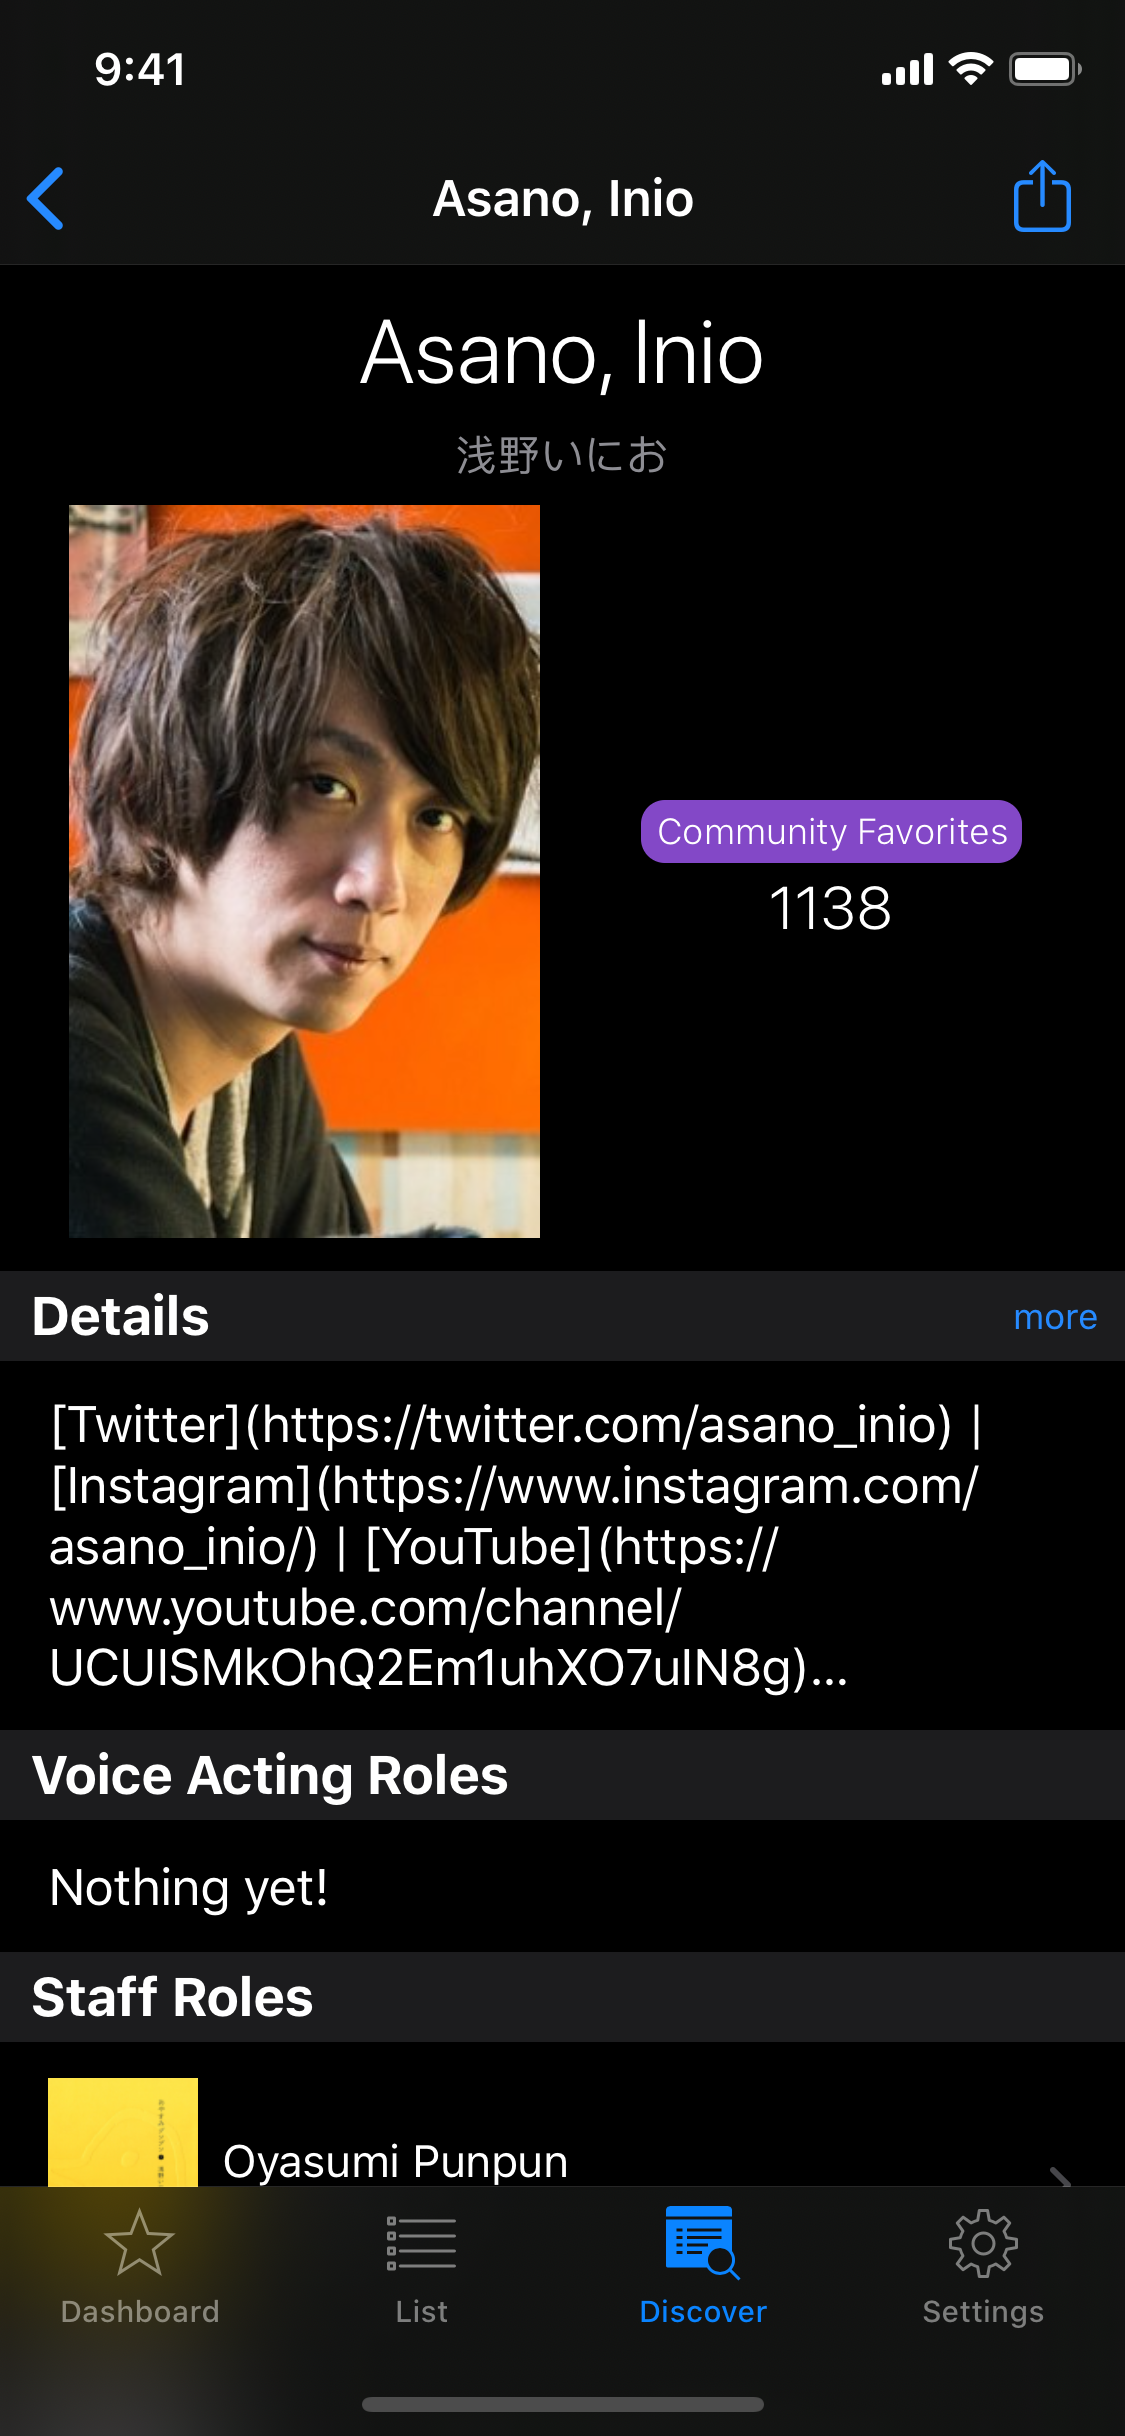 9:41
Asano, Inio
Asano, Inio
浅野いにお
Community Favorites
1138
Details
more
[Twitter](https://twitter.com/asano_inio) |
[Instagram](https://www.instagram.com/
asano_inio/) | [YouTube](https://
www.youtube.com/channel/
UCUISMkOhQ2Em1uhXO7uIN8g)...
Voice Acting Roles
Nothing yet!
Staff Roles
Oyasumi Punpun
Dashboard
List
Discover
Settings